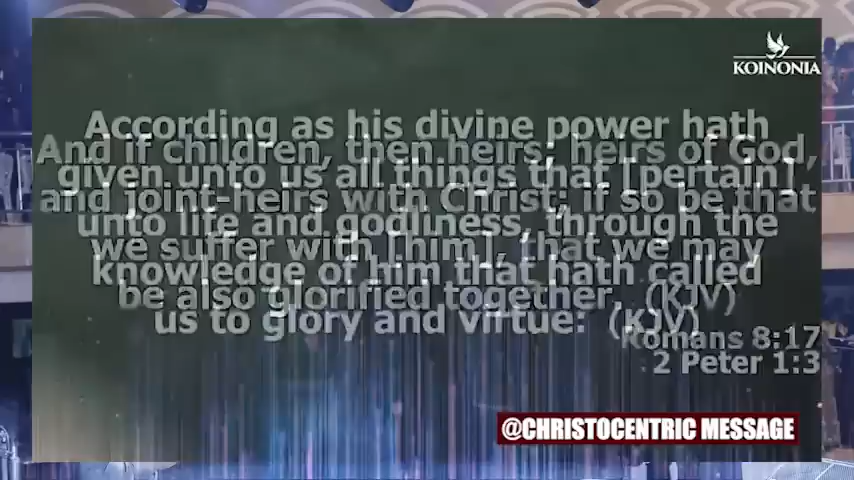 KOINONIA
According as his divine power hath
And if children, then heirs; heirs of God,
given unto us all things that [pertain]
and joint-heirs with Christ; if so be that
unto life and godliness, through the
we suffer with [him], that we may
knowledge of him that hath called
be also glorified together. (KJV)
us to glory and virtue: (KJV)
Romans 8:17
2 Peter 1:3
@CHRISTOCENTRIC MESSAGE